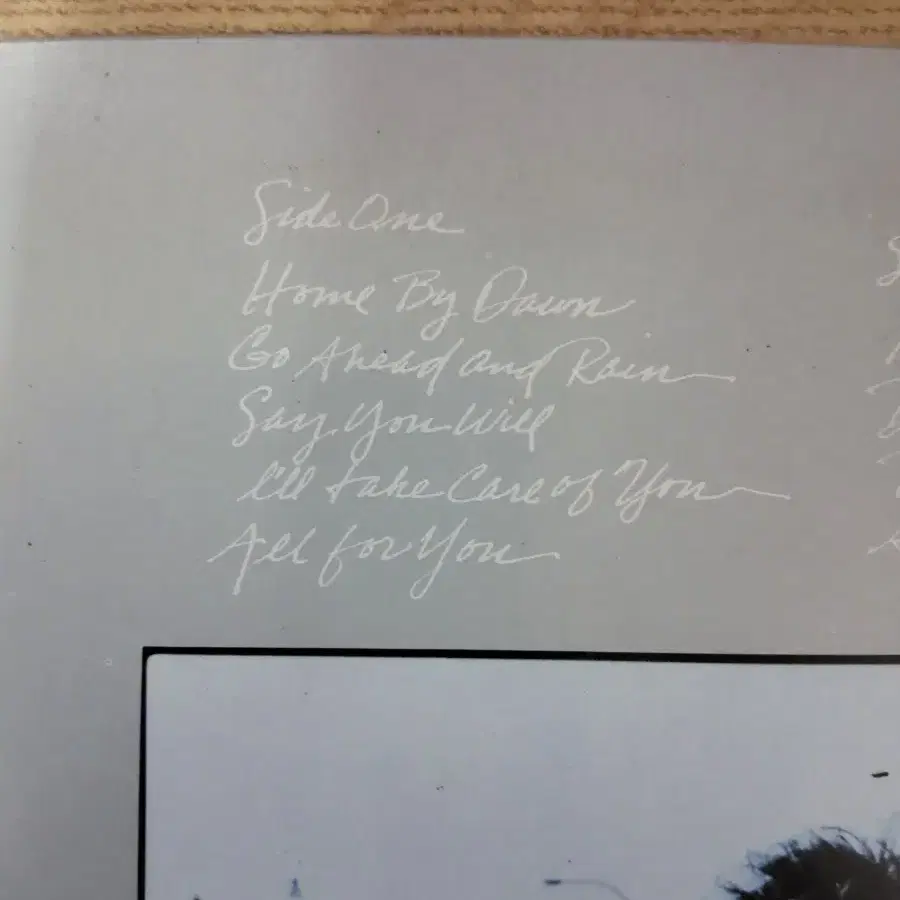 Side One
Home By Dawn
Go Ahead and Rain
Say You Will
I'll take Care of You
All for You